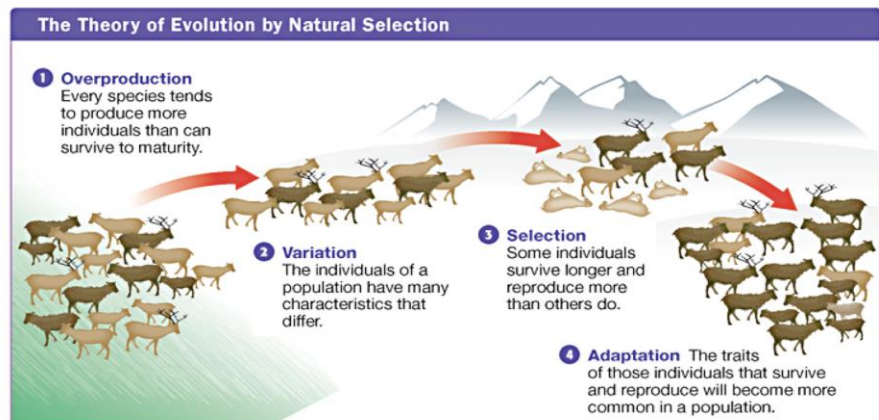 The Theory of Evolution by Natural Selection
1 Overproduction
Every species tends
to produce more
individuals than can
survive to maturity.
2 Variation
The individuals of a
population have many
characteristics that
differ.
3 Selection
Some individuals
survive longer and
reproduce more
than others do.
4 Adaptation The traits
of those individuals that survive
and reproduce will become more
common in a population.